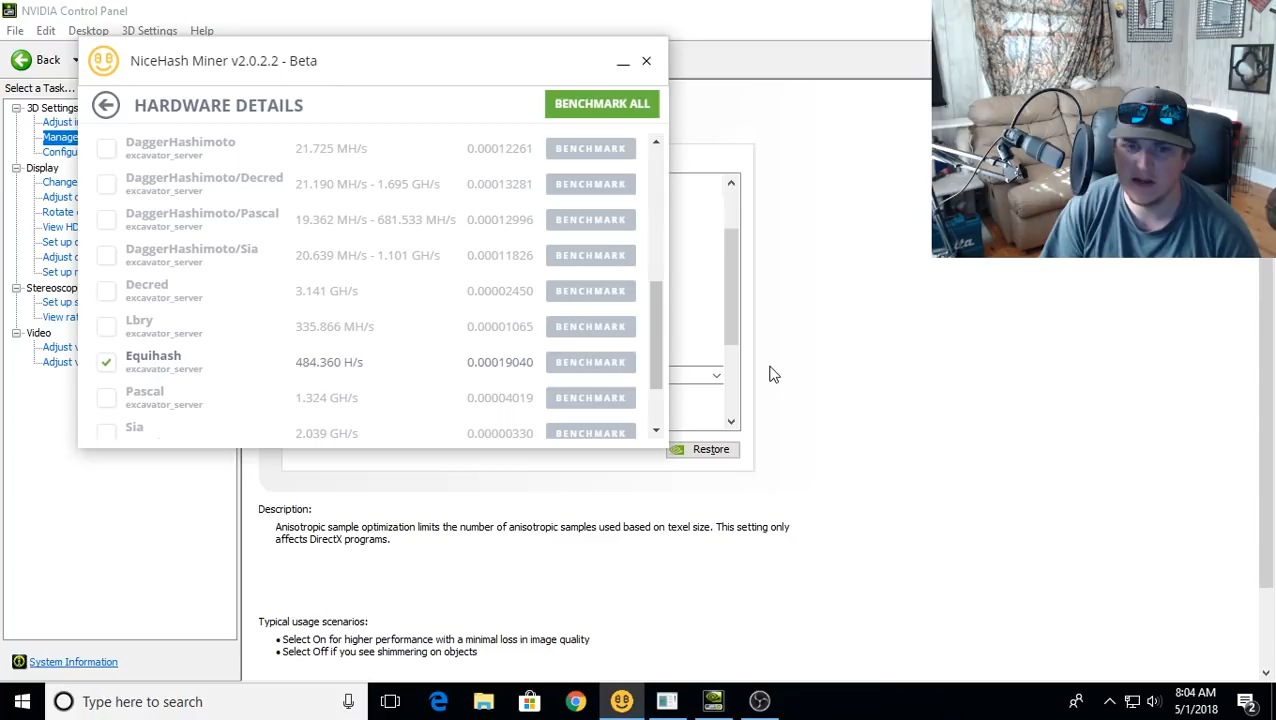 NVIDIA Control Panel
File Edit Desktop 3D Settings Help
Back
Select a Task...
3D Settings
Adjust i
Manage
Configu
Display
Change
Adjust
Rotate
View HD
Set up
Adjust
Set up
Stereoscop
Set up s
View rat
Video
Adjust v
Adjust v
System Information
NiceHash Miner v2.0.2.2 - Beta
HARDWARE DETAILS
BENCHMARK ALL
DaggerHashimoto
excavator_server
21.725 MH/s 0.00012261 BENCHMARK
DaggerHashimoto/Decred
excavator_server
21.190 MH/s - 1.695 GH/s 0.00013281 BENCHMARK
DaggerHashimoto/Pascal
excavator_server
19.362 MH/s - 681.533 MH/s 0.00012996 BENCHMARK
DaggerHashimoto/Sia
excavator_server
20.639 MH/s - 1.101 GH/s 0.00011826 BENCHMARK
Decred
excavator_server
3.141 GH/s 0.00002450 BENCHMARK
Lbry
excavator_server
335.866 MH/s 0.00001065 BENCHMARK
Equihash
excavator_server
484.360 H/s 0.00019040 BENCHMARK
Pascal
excavator_server
1.324 GH/s 0.00004019 BENCHMARK
Sia
2.039 GH/s 0.00000330 BENCHMARK
Restore
Description:
Anisotropic sample optimization limits the number of anisotropic samples used based on texel size. This setting only
affects DirectX programs.
Typical usage scenarios:
• Select On for higher performance with a minimal loss in image quality
• Select Off if you see shimmering on objects
Type here to search
8:04 AM
5/1/2018
2